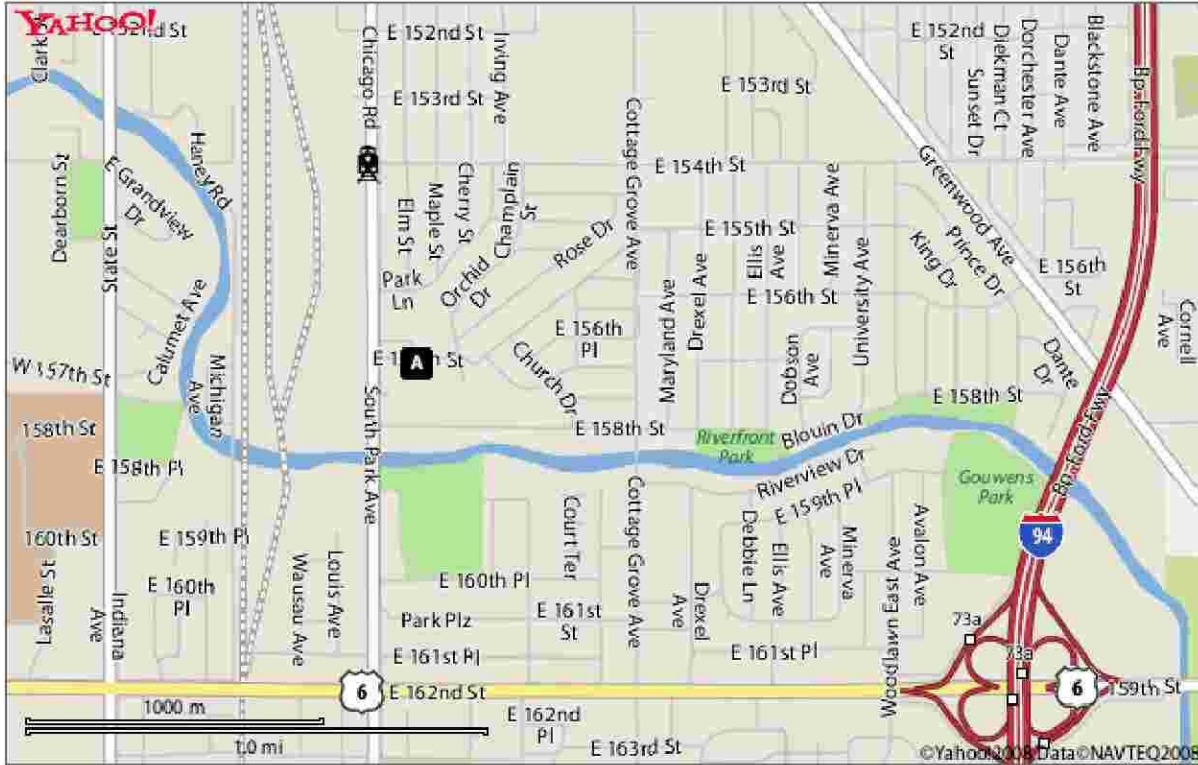 YAHOO!
E 152nd St
E 152nd
St
Clark
Chicago Rd
Irving Ave
E 153rd St
E 153rd St
Cottage Grove Ave
Sunset Dr
Diekman Ct
Dorchester Ave
Dante Ave
Blackstone Ave
Bp. Ford Fwy
Dearborn St
E Grandview
Dr
Haney Rd
State St
E 154th St
Greenwood Ave
Elm St
Maple St
Cherry St
Champlain
St
Rose Dr
Orchid
Dr
Park
Ln
E 155th St
Ellis
Ave
Minerva Ave
University Ave
King Dr
Prince Dr
E 156th
St
E 156th St
Maryland Ave
Drexel Ave
E 156th
Pl
Church Dr
Dobson
Ave
Dante
Dr
Cornell
Ave
Calumet Ave
Michigan
Ave
W 157th St
A
158th St
E 158th Pl
South Park Ave
E 158th St
E 158th St
Riverfront
Park
Blouin Dr
Riverview Dr
E 159th Pl
Gouwens
Park
Bp. Ford Fwy
94
160th St
E 159th Pl
E 160th
Pl
Lasalle St
Indiana
Ave
Wausau Ave
Louis Ave
E 160th Pl
Park Plz
E 161st Pl
Court Ter
E 161st
St
Cottage Grove Ave
Drexel
Ave
Debbie Ln
Ellis Ave
Minerva
Ave
Woodlawn East Ave
Avalon Ave
E 161st Pl
73a
73a
6
E 162nd St
6
159th St
1000 m
1.0 mi
E 162nd
Pl
E 163rd St
©Yahoo!2008 Data©NAVTEQ2008